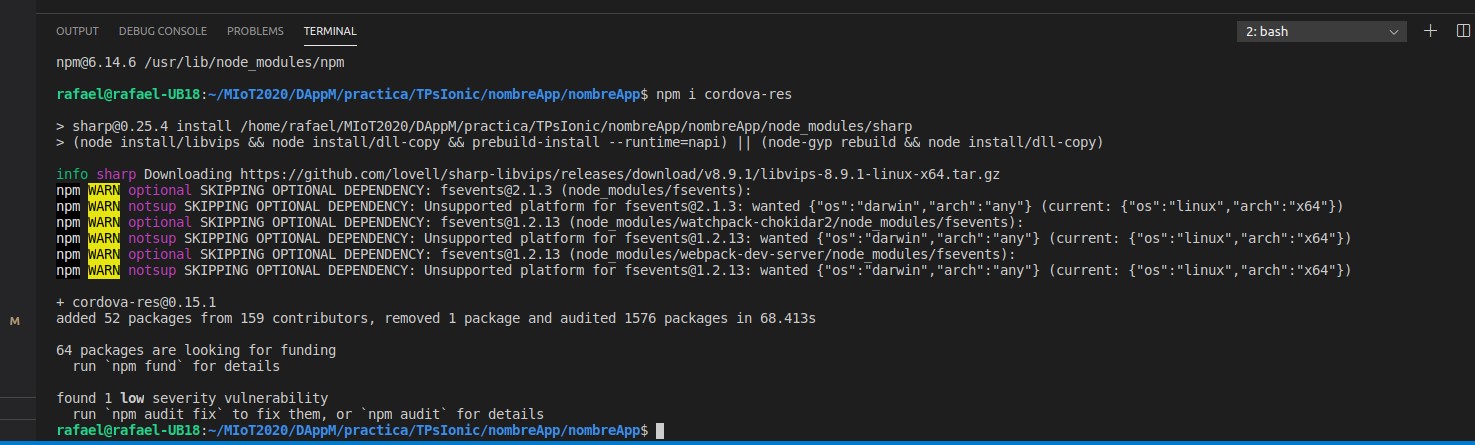 OUTPUT DEBUG CONSOLE PROBLEMS TERMINAL 2: bash
npm@6.14.6 /usr/lib/node_modules/npm
rafael@rafael-UB18:~/MIoT2020/DAppM/practica/TPsIonic/nombreApp/nombreApp$ npm i cordova-res
> sharp@0.25.4 install /home/rafael/MIoT2020/DAppM/practica/TPsIonic/nombreApp/nombreApp/node_modules/sharp
> (node install/libvips && node install/dll-copy && prebuild-install --runtime=napi) || (node-gyp rebuild && node install/dll-copy)
info sharp Downloading https://github.com/lovell/sharp-libvips/releases/download/v8.9.1/libvips-8.9.1-linux-x64.tar.gz
npm WARN optional SKIPPING OPTIONAL DEPENDENCY: fsevents@2.1.3 (node_modules/fsevents):
npm WARN notsup SKIPPING OPTIONAL DEPENDENCY: Unsupported platform for fsevents@2.1.3: wanted {"os":"darwin","arch":"any"} (current: {"os":"linux","arch":"x64"})
npm WARN optional SKIPPING OPTIONAL DEPENDENCY: fsevents@1.2.13 (node_modules/watchpack-chokidar2/node_modules/fsevents):
npm WARN notsup SKIPPING OPTIONAL DEPENDENCY: Unsupported platform for fsevents@1.2.13: wanted {"os":"darwin","arch":"any"} (current: {"os":"linux","arch":"x64"})
npm WARN optional SKIPPING OPTIONAL DEPENDENCY: fsevents@1.2.13 (node_modules/webpack-dev-server/node_modules/fsevents):
npm WARN notsup SKIPPING OPTIONAL DEPENDENCY: Unsupported platform for fsevents@1.2.13: wanted {"os":"darwin","arch":"any"} (current: {"os":"linux","arch":"x64"})
+ cordova-res@0.15.1
M
added 52 packages from 159 contributors, removed 1 package and audited 1576 packages in 68.413s
64 packages are looking for funding
run `npm fund` for details
found 1 low severity vulnerability
run `npm audit fix` to fix them, or `npm audit` for details
rafael@rafael-UB18:~/MIoT2020/DAppM/practica/TPsIonic/nombreApp/nombreApp$